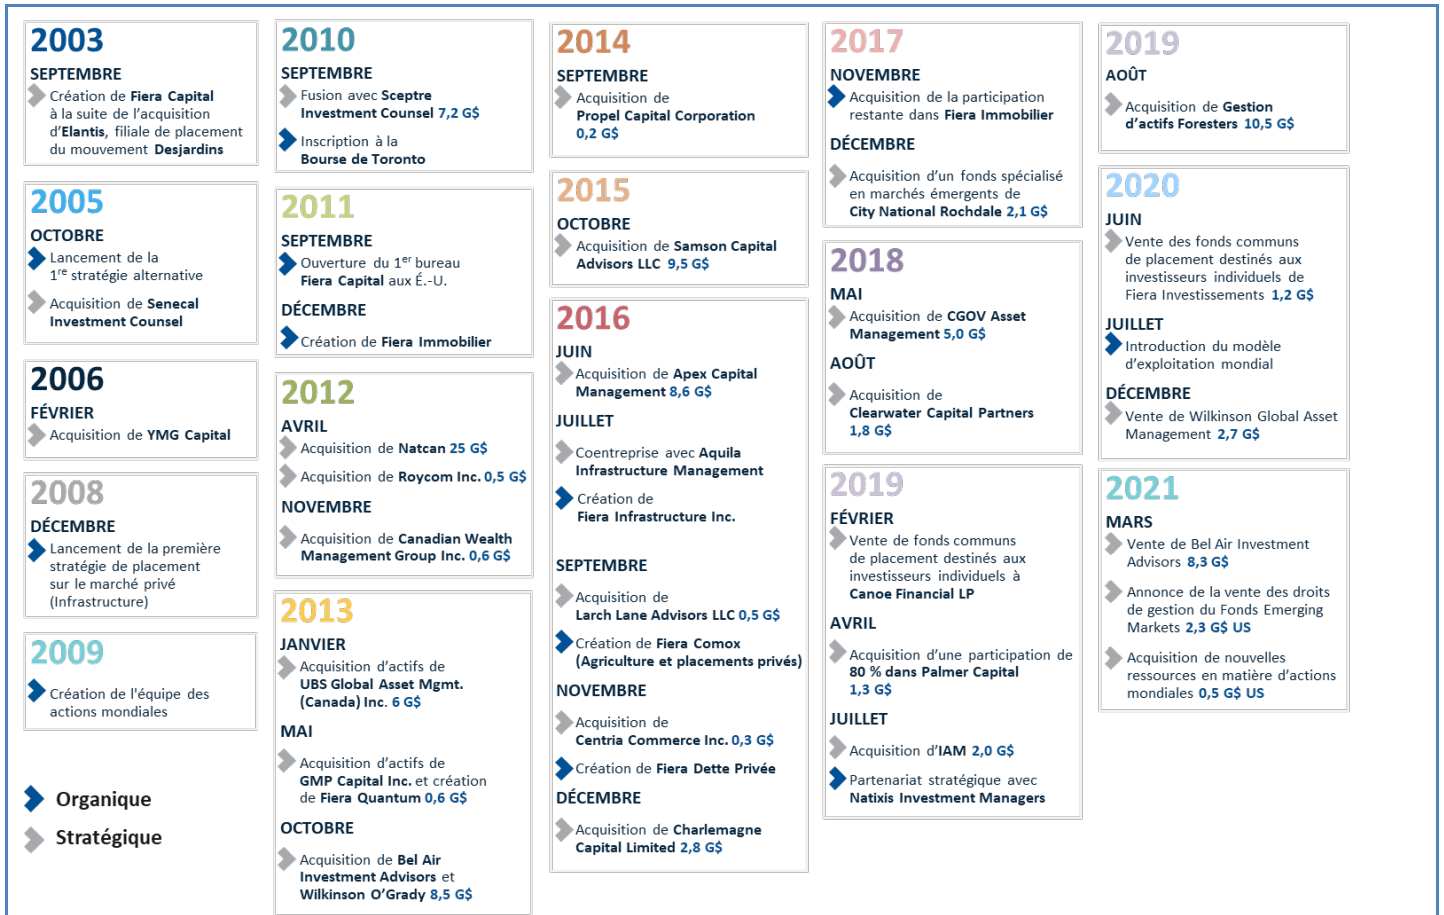 2003
SEPTEMBRE
Création de Fiera Capital
à la suite de l'acquisition
d'Elantis, filiale de placement
du mouvement Desjardins
2005
OCTOBRE
Lancement de la
1re stratégie alternative
Acquisition de Senecal
Investment Counsel
2006
FÉVRIER
Acquisition de YMG Capital
2008
DÉCEMBRE
Lancement de la première
stratégie de placement
sur le marché privé
(Infrastructure)
2009
Création de l'équipe des
actions mondiales
Organique
Stratégique
2010
SEPTEMBRE
Fusion avec Sceptre
Investment Counsel 7,2 G$
Inscription à la
Bourse de Toronto
2011
SEPTEMBRE
Ouverture du 1er bureau
Fiera Capital aux É.-U.
DÉCEMBRE
Création de Fiera Immobilier
2012
AVRIL
Acquisition de Natcan 25 G$
Acquisition de Roycom Inc. 0,5 G$
NOVEMBRE
Acquisition de Canadian Wealth
Management Group Inc. 0,6 G$
2013
JANVIER
Acquisition d'actifs de
UBS Global Asset Mgmt.
(Canada) Inc. 6 G$
MAI
Acquisition d'actifs de
GMP Capital Inc. et création
de Fiera Quantum 0,6 G$
OCTOBRE
Acquisition de Bel Air
Investment Advisors et
Wilkinson O'Grady 8,5 G$
2014
SEPTEMBRE
Acquisition de
Propel Capital Corporation
0,2 G$
2015
OCTOBRE
Acquisition de Samson Capital
Advisors LLC 9,5 G$
2016
JUIN
Acquisition de Apex Capital
Management 8,6 G$
JUILLET
Coentreprise avec Aquila
Infrastructure Management
Création de
Fiera Infrastructure Inc.
SEPTEMBRE
Acquisition de
Larch Lane Advisors LLC 0,5 G$
Création de Fiera Comox
(Agriculture et placements privés)
NOVEMBRE
Acquisition de
Centria Commerce Inc. 0,3 G$
Création de Fiera Dette Privée
DÉCEMBRE
Acquisition de Charlemagne
Capital Limited 2,8 G$
2017
NOVEMBRE
Acquisition de la participation
restante dans Fiera Immobilier
DÉCEMBRE
Acquisition d'un fonds spécialisé
en marchés émergents de
City National Rochdale 2,1 G$
2018
MAI
Acquisition de CGOV Asset
Management 5,0 G$
AOÛT
Acquisition de
Clearwater Capital Partners
1,8 G$
2019
FÉVRIER
Vente de fonds communs
de placement destinés aux
investisseurs individuels à
Canoe Financial LP
AVRIL
Acquisition d'une participation de
80 % dans Palmer Capital
1,3 G$
JUILLET
Acquisition d'IAM 2,0 G$
Partenariat stratégique avec
Natixis Investment Managers
2019
AOÛT
Acquisition de Gestion
d'actifs Foresters 10,5 G$
2020
JUIN
Vente des fonds communs
de placement destinés aux
investisseurs individuels de
Fiera Investissements 1,2 G$
JUILLET
Introduction du modèle
d'exploitation mondial
DÉCEMBRE
Vente de Wilkinson Global Asset
Management 2,7 G$
2021
MARS
Vente de Bel Air Investment
Advisors 8,3 G$
Annonce de la vente des droits
de gestion du Fonds Emerging
Markets 2,3 G$ US
Acquisition de nouvelles
ressources en matière d'actions
mondiales 0,5 G$ US